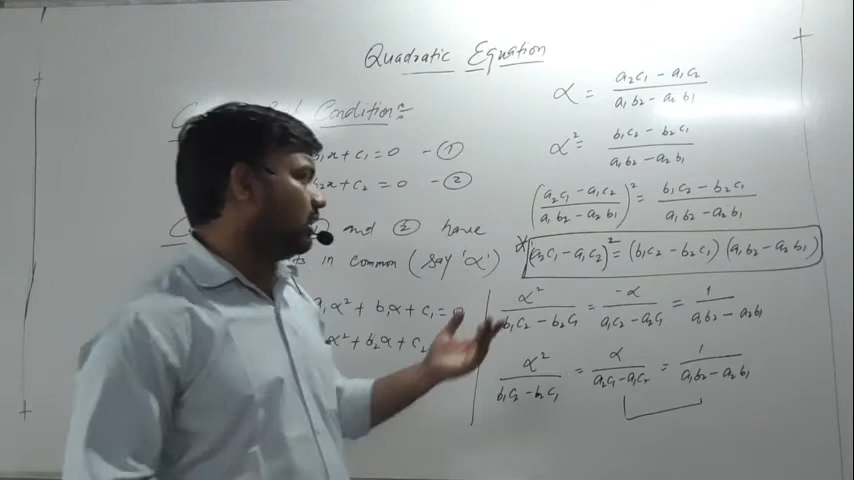 Quadratic Equation
Condition:-
b₁x + c₁ = 0 - ①
c₂x + c₂ = 0 - ②
and ② have
in common (say 'α')
a₁α² + b₁α + c₁ =
α² + b₂α + c₂
α = (a₂c₁ - a₁c₂)/(a₁b₂ - a₂b₁)
α² = (b₁c₂ - b₂c₁)/(a₁b₂ - a₂b₁)
((a₂c₁ - a₁c₂)/(a₁b₂ - a₂b₁))² = (b₁c₂ - b₂c₁)/(a₁b₂ - a₂b₁)
(a₂c₁ - a₁c₂)² = (b₁c₂ - b₂c₁)(a₁b₂ - a₂b₁)
α²/(b₁c₂ - b₂c₁) = -α/(a₁c₂ - a₂c₁) = 1/(a₁b₂ - a₂b₁)
α²/(b₁c₂ - b₂c₁) = α/(a₂c₁ - a₁c₂) = 1/(a₁b₂ - a₂b₁)